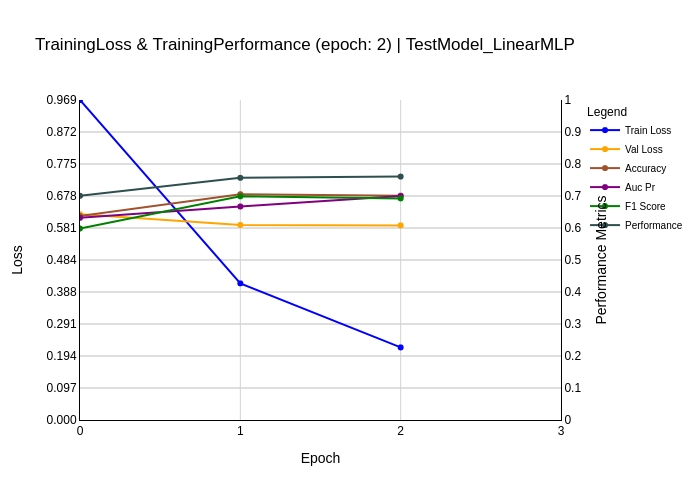 TrainingLoss & TrainingPerformance (epoch: 2) | TestModel_LinearMLP
0.969
0.872
0.775
0.678
0.581
0.484
0.388
0.291
0.194
0.097
0.000
Loss
0
1
2
3
Epoch
1
0.9
0.8
0.7
0.6
0.5
0.4
0.3
0.2
0.1
0
Performance Metrics
Legend
Train Loss
Val Loss
Accuracy
Auc Pr
F1 Score
Performance